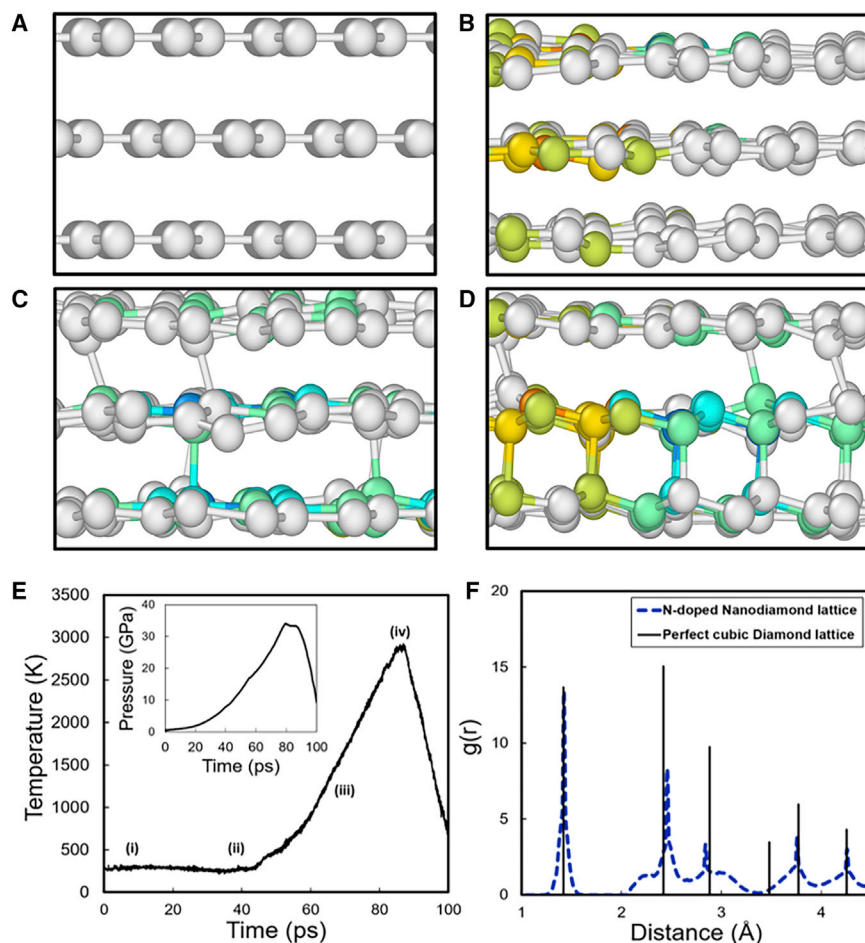 A
B
C
D
E
3500
3000
2500
2000
1500
1000
500
0
Temperature (K)
0 20 40 60 80 100
Time (ps)
(i)
(ii)
(iii)
(iv)
40
30
20
10
0
Pressure (GPa)
0 20 40 60 80 100
Time (ps)
F
20
15
10
5
0
g(r)
N-doped Nanodiamond lattice
Perfect cubic Diamond lattice
1 2 3 4
Distance (Å)